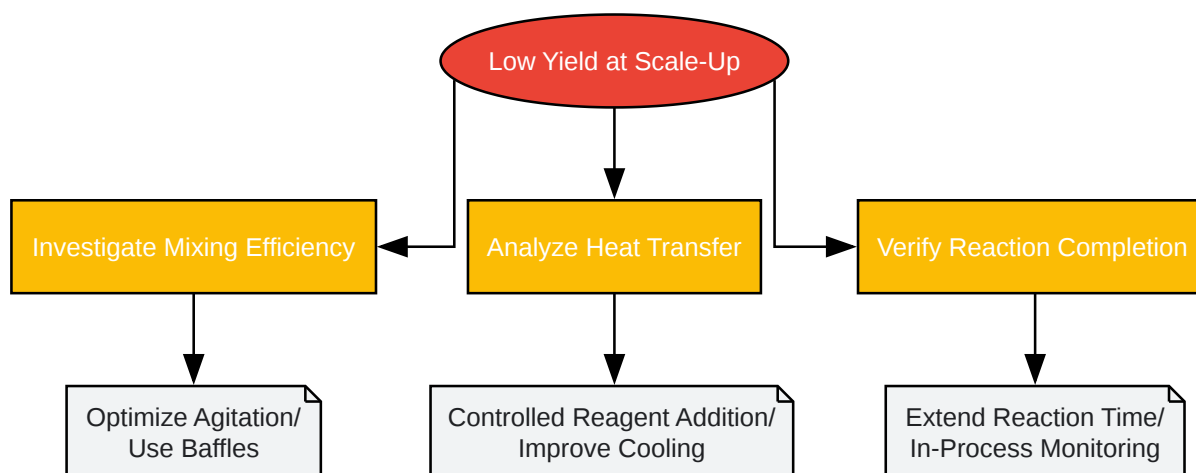 Low Yield at Scale-Up
Investigate Mixing Efficiency
Analyze Heat Transfer
Verify Reaction Completion
Optimize Agitation/
Use Baffles
Controlled Reagent Addition/
Improve Cooling
Extend Reaction Time/
In-Process Monitoring